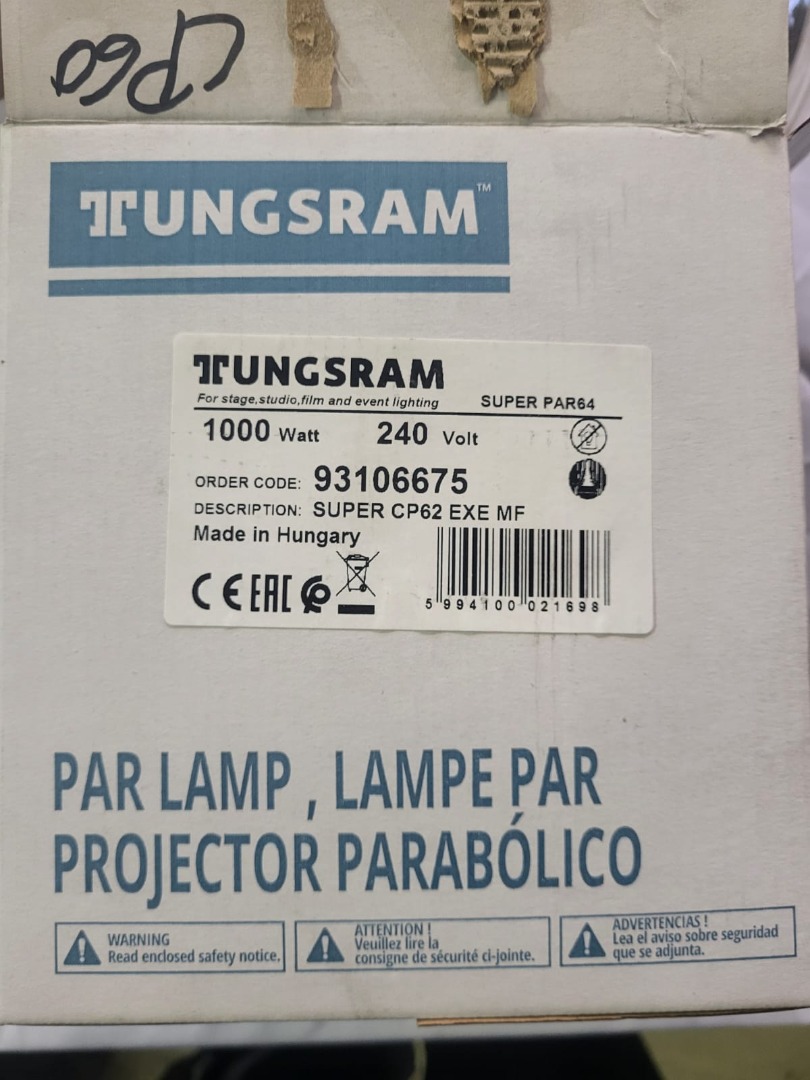 CP60
TUNGSRAM™
TUNGSRAM
For stage,studio,film and event lighting SUPER PAR64
1000 Watt 240 Volt
ORDER CODE: 93106675
DESCRIPTION: SUPER CP62 EXE MF
Made in Hungary
CE EAC
5 994100 021698
PAR LAMP , LAMPE PAR
PROJECTOR PARABÓLICO
WARNING
Read enclosed safety notice.
ATTENTION !
Veuillez lire la
consigne de sécurité ci-jointe.
ADVERTENCIAS !
Lea el aviso sobre seguridad
que se adjunta.